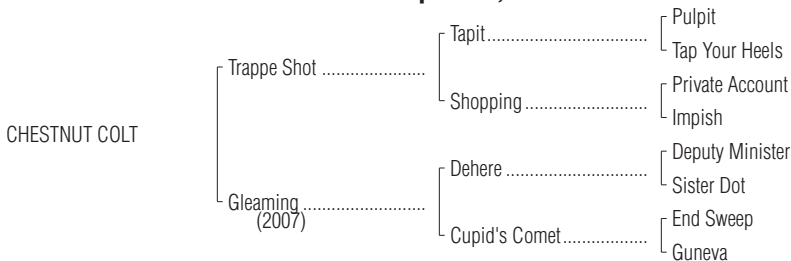 Pulpit
Tapit
Tap Your Heels
Trappe Shot
Private Account
Shopping
Impish
CHESTNUT COLT
Deputy Minister
Dehere
Sister Dot
Gleaming
(2007)
End Sweep
Cupid's Comet
Guneva